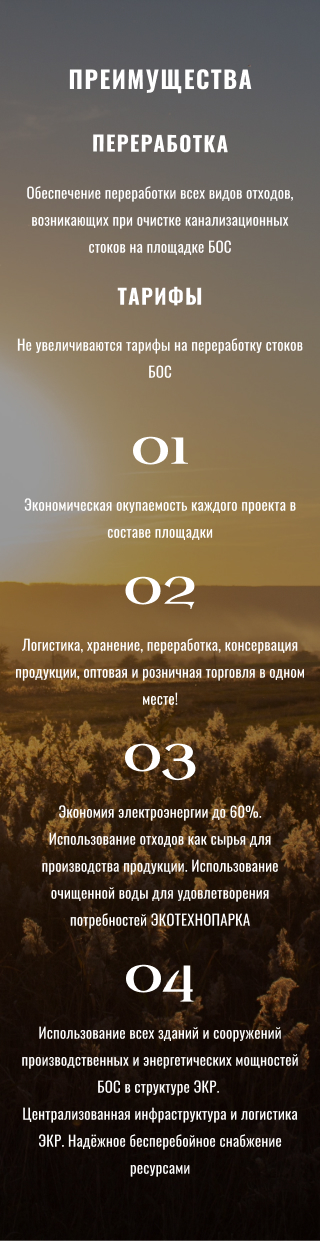 ПРЕИМУЩЕСТВА
ПЕРЕРАБОТКА
Обеспечение переработки всех видов отходов,
возникающих при очистке канализационных
стоков на площадке БОС
ТАРИФЫ
Не увеличиваются тарифы на переработку стоков
БОС
01
Экономическая окупаемость каждого проекта в
составе площадки
02
Логистика, хранение, переработка, консервация
продукции, оптовая и розничная торговля в одном
месте!
03
Экономия электроэнергии до 60%.
Использование отходов как сырья для
производства продукции. Использование
очищенной воды для удовлетворения
потребностей ЭКОТЕХНОПАРКА
04
Использование всех зданий и сооружений
производственных и энергетических мощностей
БОС в структуре ЭКР.
Централизованная инфраструктура и логистика
ЭКР. Надёжное бесперебойное снабжение
ресурсами